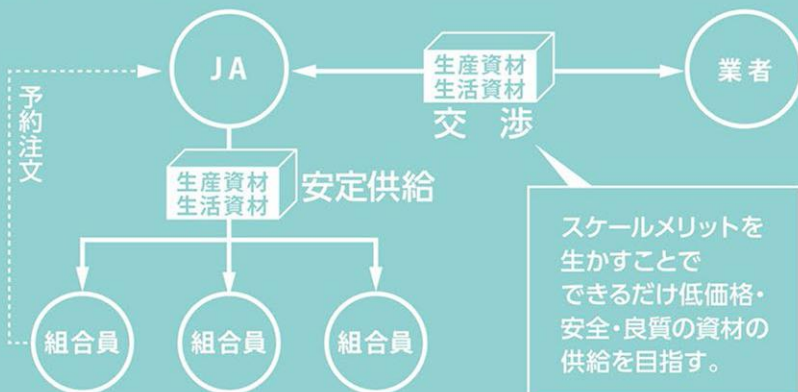 JA
生産資材
生活資材
交渉
業者
予約注文
生産資材
生活資材
安定供給
組合員
組合員
組合員
スケールメリットを
生かすことで
できるだけ低価格・
安全・良質の資材の
供給を目指す。